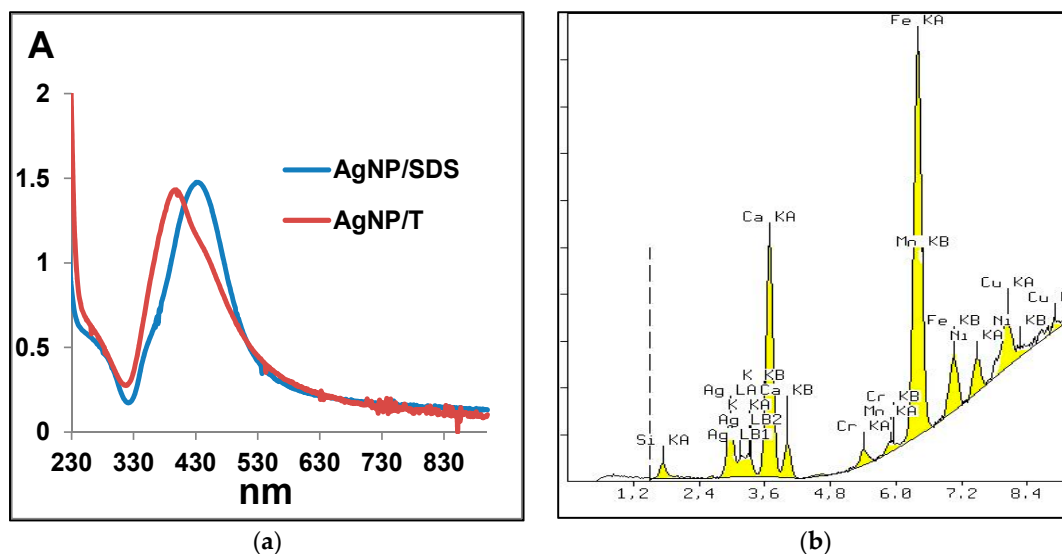 A
2
1.5
1
0.5
0
230 330 430 530 630 730 830
nm
AgNP/SDS
AgNP/T
(a)
Fe KA
Ca KA
Mn KB
Cu KA
Cu
Fe KB Ni KB
Ni KA
K KB
Ag LA Ca KB
K KA
Ag LB2
Ag LB1
Cr KB
Mn KA
Cr KA
Si KA
1,2 2,4 3,6 4,8 6.0 7,2 8,4
(b)